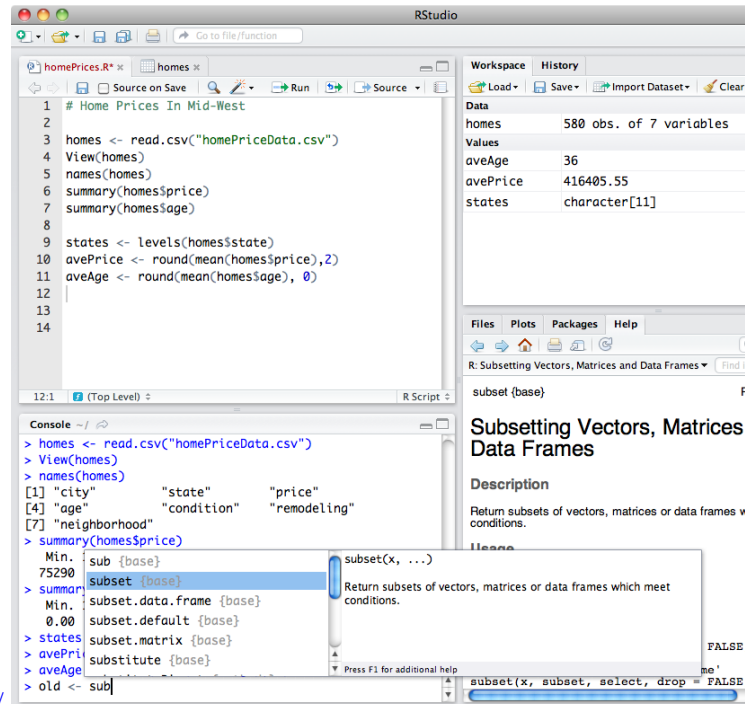 RStudio
Go to file/function
homePrices.R*
homes
Source on Save
Run
Source
1 # Home Prices In Mid-West
2
3 homes <- read.csv("homePriceData.csv")
4 View(homes)
5 names(homes)
6 summary(homes$price)
7 summary(homes$age)
8
9 states <- levels(homes$state)
10 avePrice <- round(mean(homes$price),2)
11 aveAge <- round(mean(homes$age), 0)
12
13
14
12:1 (Top Level) R Script
Workspace History
Load Save Import Dataset Clear
Data
homes 580 obs. of 7 variables
Values
aveAge 36
avePrice 416405.55
states character[11]
Files Plots Packages Help
R: Subsetting Vectors, Matrices and Data Frames Find i
subset {base}
Subsetting Vectors, Matrices
Data Frames
Description
Return subsets of vectors, matrices or data frames w
conditions.
Usage
FALSE
me'
subset(x, subset, select, drop = FALSE
Console ~/
> homes <- read.csv("homePriceData.csv")
> View(homes)
> names(homes)
[1] "city" "state" "price"
[4] "age" "condition" "remodeling"
[7] "neighborhood"
> summary(homes$price)
Min.
75290
> summar
Min.
0.00
> states
> avePri
> aveAge
> old <- sub
sub {base}
subset {base}
subset.data.frame {base}
subset.default {base}
subset.matrix {base}
substitute {base}
subset(x, ...)
Return subsets of vectors, matrices or data frames which meet
conditions.
Press F1 for additional help